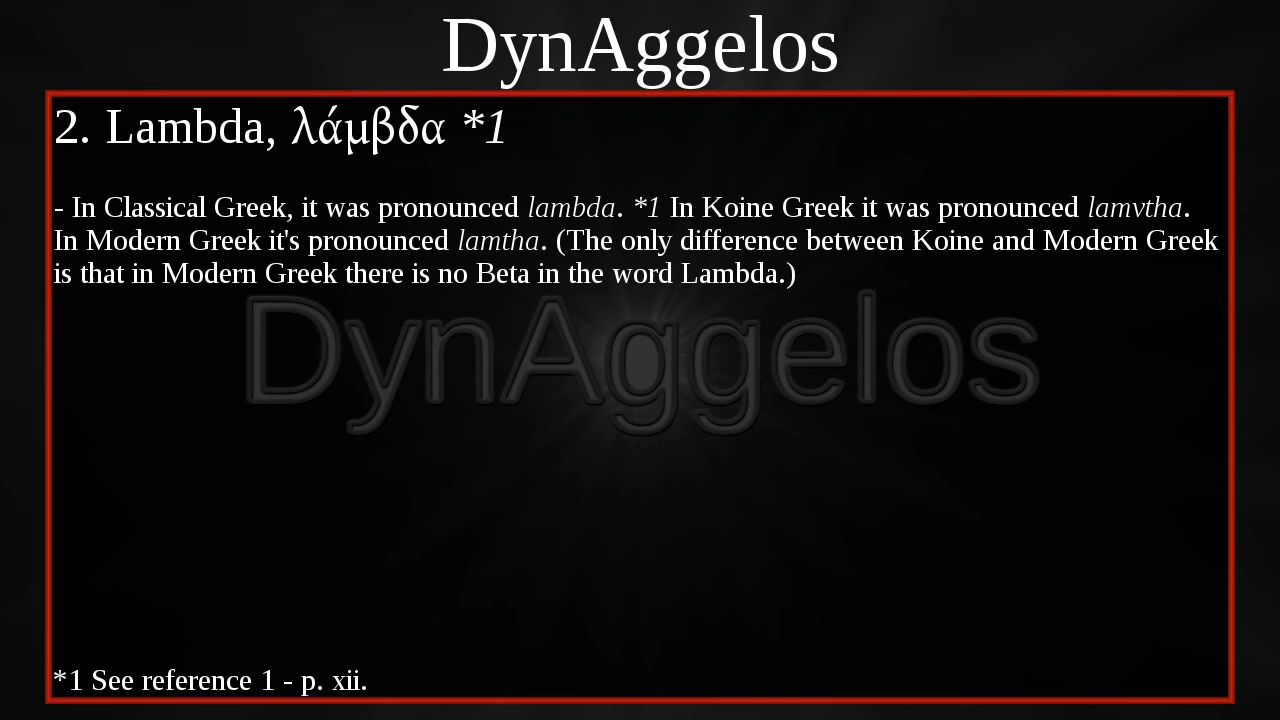 DynAggelos
2. Lambda, λάμβδα *1
- In Classical Greek, it was pronounced lambda. *1 In Koine Greek it was pronounced lamvtha.
In Modern Greek it's pronounced lamtha. (The only difference between Koine and Modern Greek
is that in Modern Greek there is no Beta in the word Lambda.)
DynAggelos
*1 See reference 1 - p. xii.